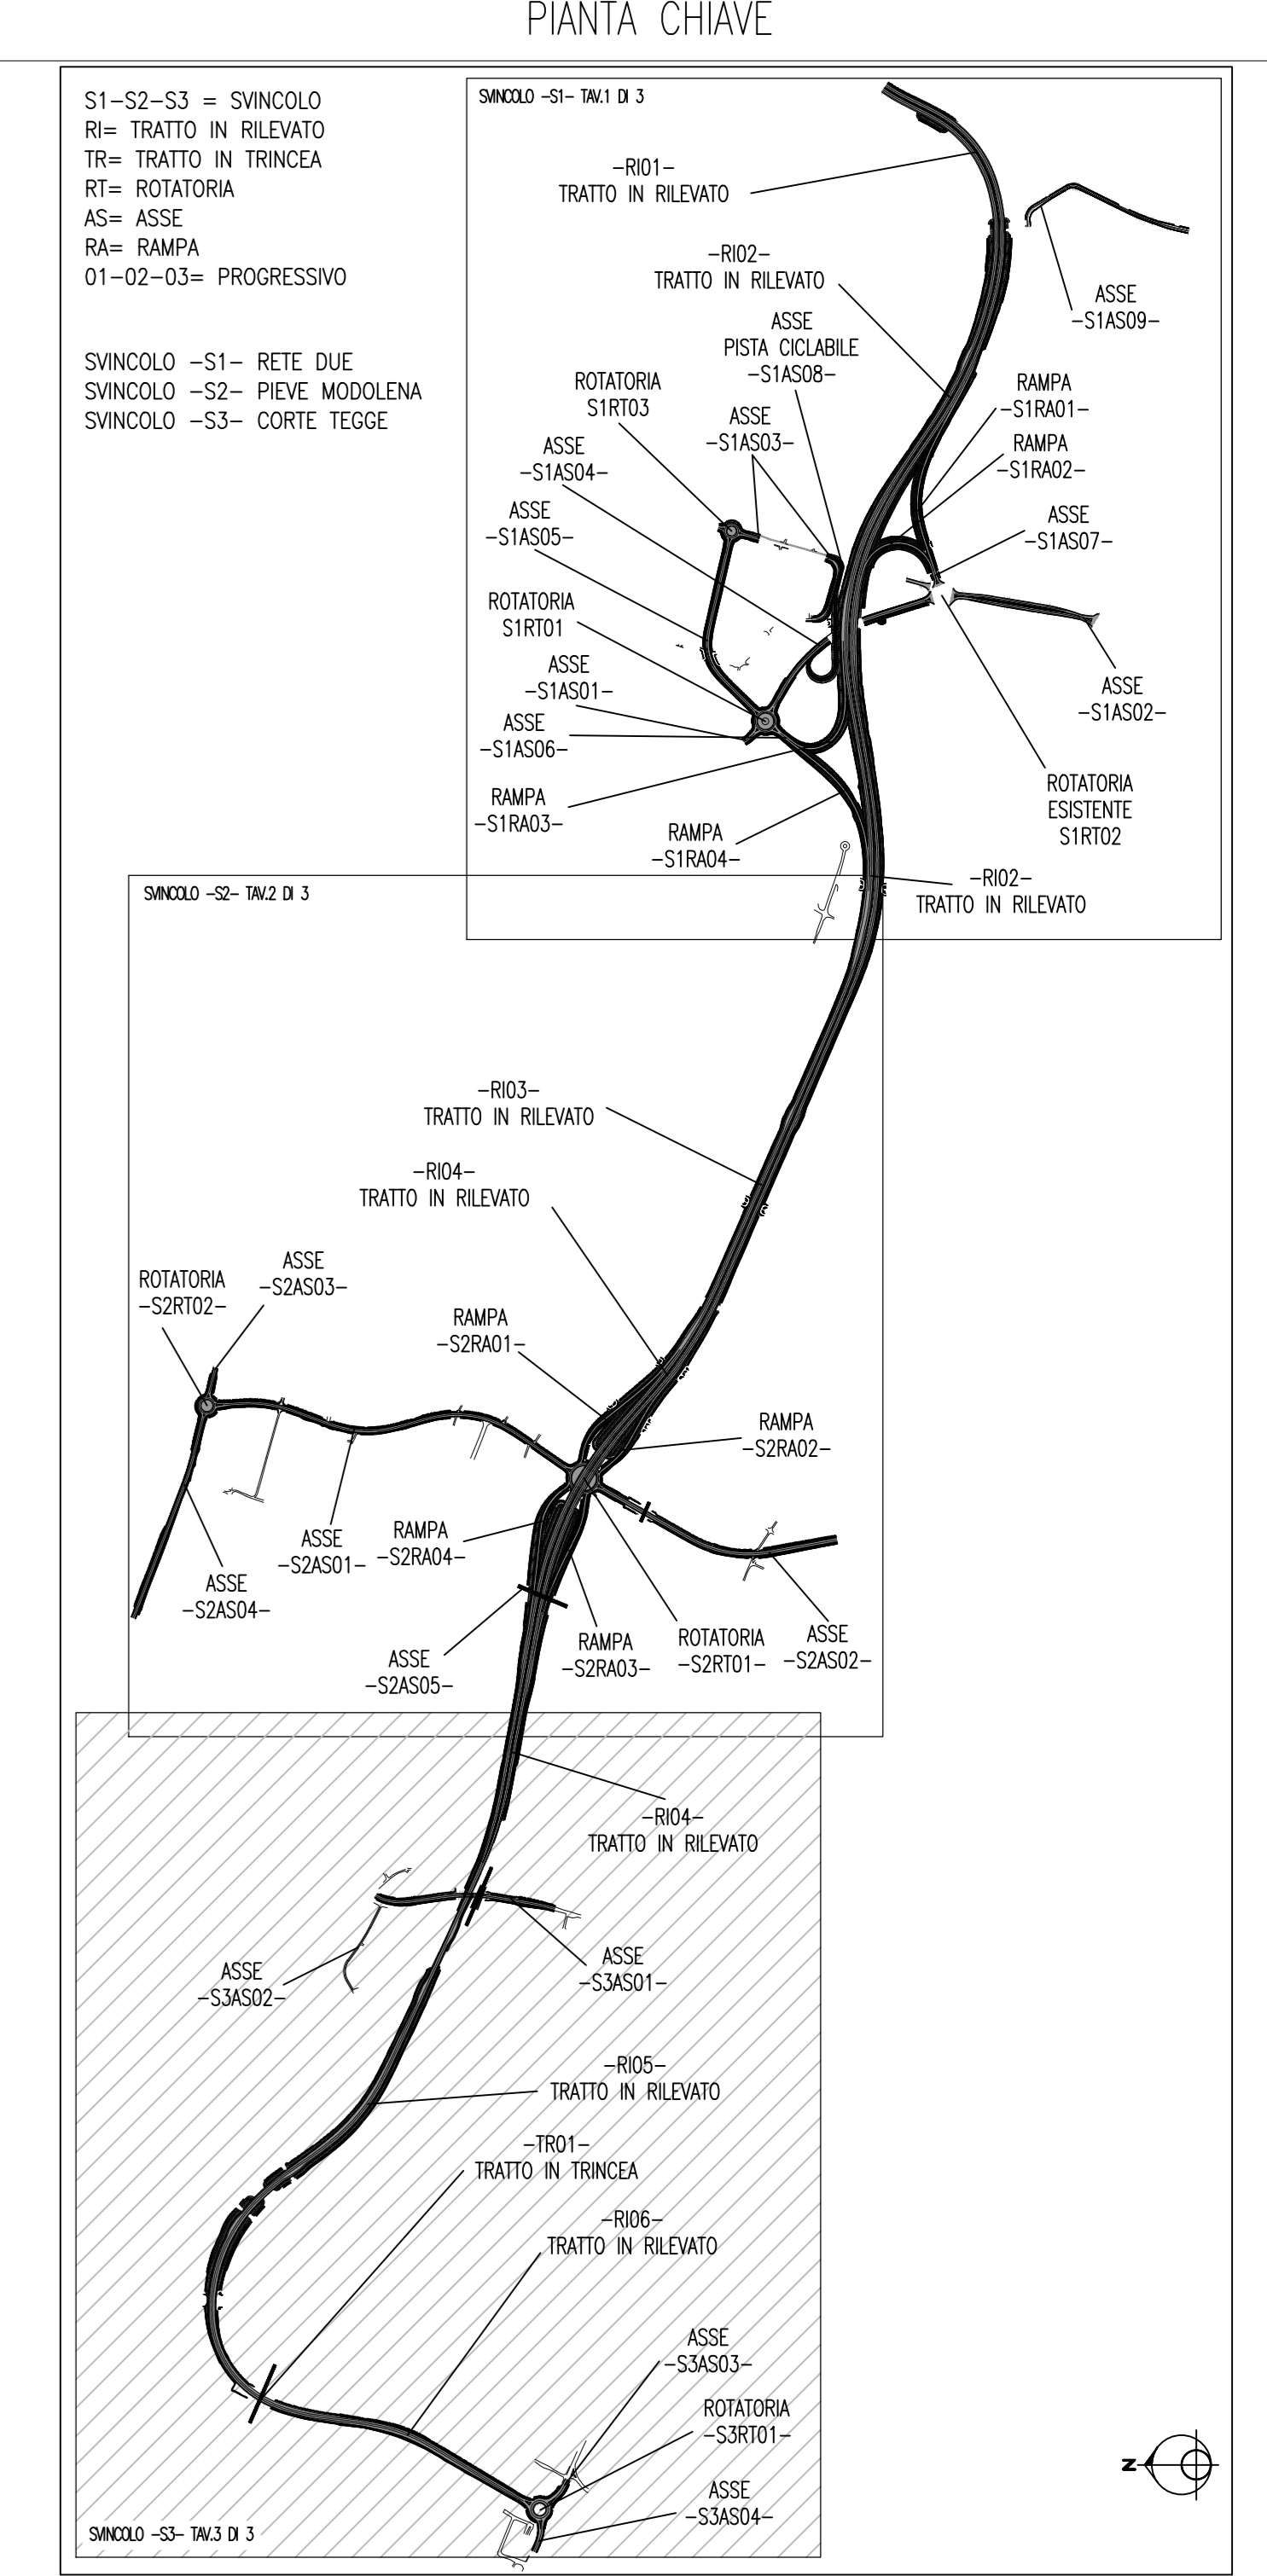 PIANTA CHIAVE
S1-S2-S3 = SVINCOLO
RI= TRATTO IN RILEVATO
TR= TRATTO IN TRINCEA
RT= ROTATORIA
AS= ASSE
RA= RAMPA
01-02-03= PROGRESSIVO
SVINCOLO -S1- RETE DUE
SVINCOLO -S2- PIEVE MODOLENA
SVINCOLO -S3- CORTE TEGGE
SVINCOLO -S1- TAV.1 DI 3
-RI01-
TRATTO IN RILEVATO
-RI02-
TRATTO IN RILEVATO
ASSE
-S1AS09-
ASSE
PISTA CICLABILE
-S1AS08-
ROTATORIA
S1RT03
ASSE
-S1AS03-
RAMPA
-S1RA01-
RAMPA
-S1RA02-
ASSE
-S1AS04-
ASSE
-S1AS05-
ASSE
-S1AS07-
ROTATORIA
S1RT01
ASSE
-S1AS01-
ASSE
-S1AS06-
ASSE
-S1AS02-
RAMPA
-S1RA03-
RAMPA
-S1RA04-
ROTATORIA
ESISTENTE
S1RT02
-RI02-
TRATTO IN RILEVATO
SVINCOLO -S2- TAV.2 DI 3
-RI03-
TRATTO IN RILEVATO
-RI04-
TRATTO IN RILEVATO
ASSE
-S2AS03-
ROTATORIA
-S2RT02-
RAMPA
-S2RA01-
RAMPA
-S2RA02-
ASSE
-S2AS01-
RAMPA
-S2RA04-
ASSE
-S2AS04-
ASSE
-S2AS05-
RAMPA
-S2RA03-
ROTATORIA
-S2RT01-
ASSE
-S2AS02-
-RI04-
TRATTO IN RILEVATO
ASSE
-S3AS01-
ASSE
-S3AS02-
-RI05-
TRATTO IN RILEVATO
-TR01-
TRATTO IN TRINCEA
-RI06-
TRATTO IN RILEVATO
ASSE
-S3AS03-
ROTATORIA
-S3RT01-
ASSE
-S3AS04-
SVINCOLO -S3- TAV.3 DI 3
N